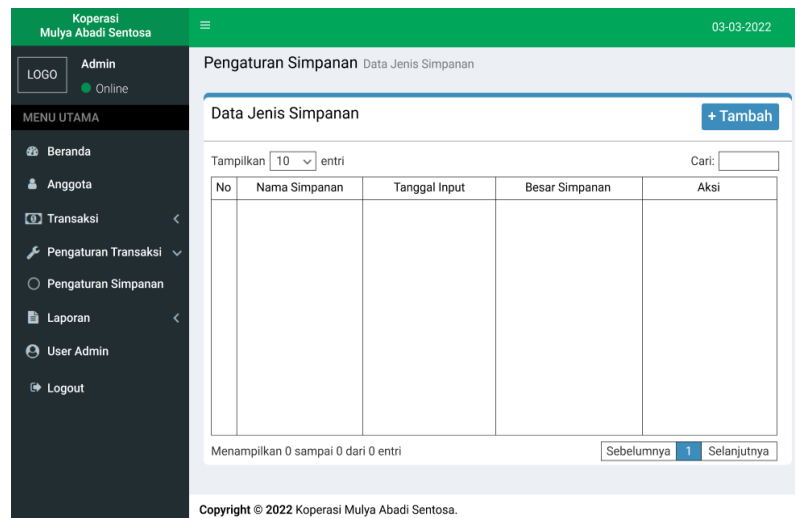 Koperasi
Mulya Abadi Sentosa
03-03-2022
LOGO
Admin
Online
MENU UTAMA
Beranda
Anggota
Transaksi
Pengaturan Transaksi
Pengaturan Simpanan
Laporan
User Admin
Logout
Pengaturan Simpanan Data Jenis Simpanan
Data Jenis Simpanan
+ Tambah
Tampilkan 10 entri
Cari:
No Nama Simpanan Tanggal Input Besar Simpanan Aksi
Menampilkan 0 sampai 0 dari 0 entri
Sebelumnya 1 Selanjutnya
Copyright © 2022 Koperasi Mulya Abadi Sentosa.